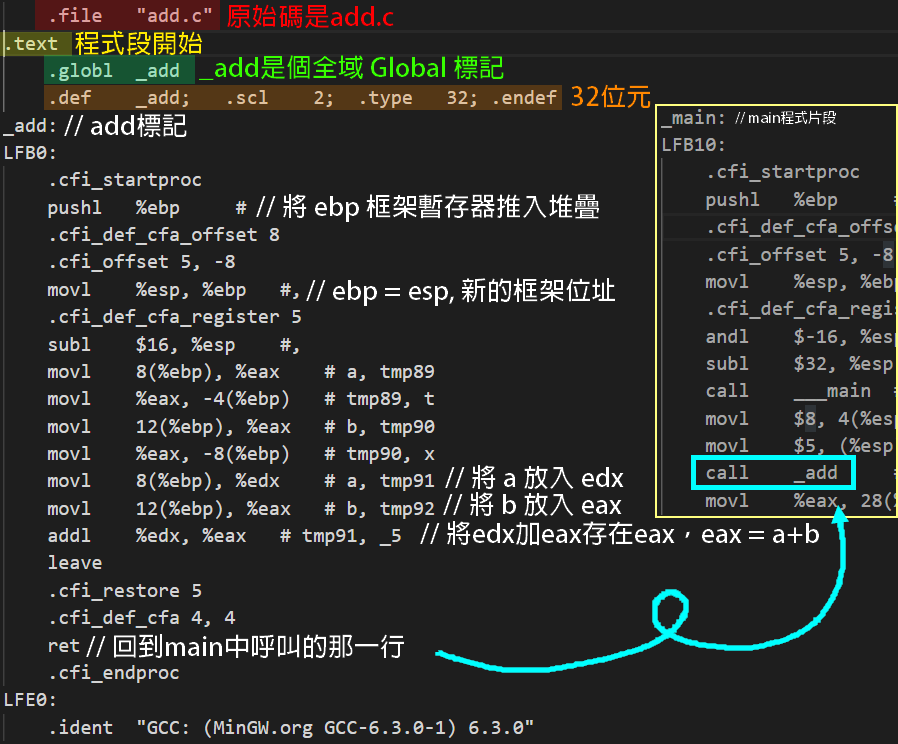 .file "add.c" 原始碼是add.c
.text 程式段開始
.globl _add _add是個全域 Global 標記
.def _add; .scl 2; .type 32; .endef 32位元
_add: // add標記
LFB0:
.cfi_startproc
pushl %ebp # // 將 ebp 框架暫存器推入堆疊
.cfi_def_cfa_offset 8
.cfi_offset 5, -8
movl %esp, %ebp #, // ebp = esp, 新的框架位址
.cfi_def_cfa_register 5
subl $16, %esp #,
movl 8(%ebp), %eax # a, tmp89
movl %eax, -4(%ebp) # tmp89, t
movl 12(%ebp), %eax # b, tmp90
movl %eax, -8(%ebp) # tmp90, x
movl 8(%ebp), %edx # a, tmp91 // 將 a 放入 edx
movl 12(%ebp), %eax # b, tmp92 // 將 b 放入 eax
addl %edx, %eax # tmp91, _5 // 將edx加eax存在eax，eax = a+b
leave
.cfi_restore 5
.cfi_def_cfa 4, 4
ret // 回到main中呼叫的那一行
.cfi_endproc
LFE0:
.ident "GCC: (MinGW.org GCC-6.3.0-1) 6.3.0"
_main: // main程式片段
LFB10:
.cfi_startproc
pushl %ebp
.cfi_def_cfa_offs
.cfi_offset 5, -8
movl %esp, %eb
.cfi_def_cfa_regi
andl $-16, %es
subl $32, %esp
call ___main
movl $8, 4(%es
movl $5, (%esp
call _add #
movl %eax, 28(